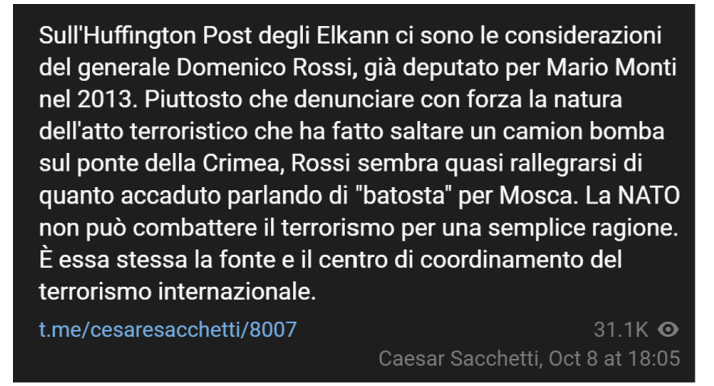 Sull'Huffington Post degli Elkann ci sono le considerazioni
del generale Domenico Rossi, già deputato per Mario Monti
nel 2013. Piuttosto che denunciare con forza la natura
dell'atto terroristico che ha fatto saltare un camion bomba
sul ponte della Crimea, Rossi sembra quasi rallegrarsi di
quanto accaduto parlando di "batosta" per Mosca. La NATO
non può combattere il terrorismo per una semplice ragione.
È essa stessa la fonte e il centro di coordinamento del
terrorismo internazionale.
t.me/cesaresacchetti/8007 31.1K
Caesar Sacchetti, Oct 8 at 18:05